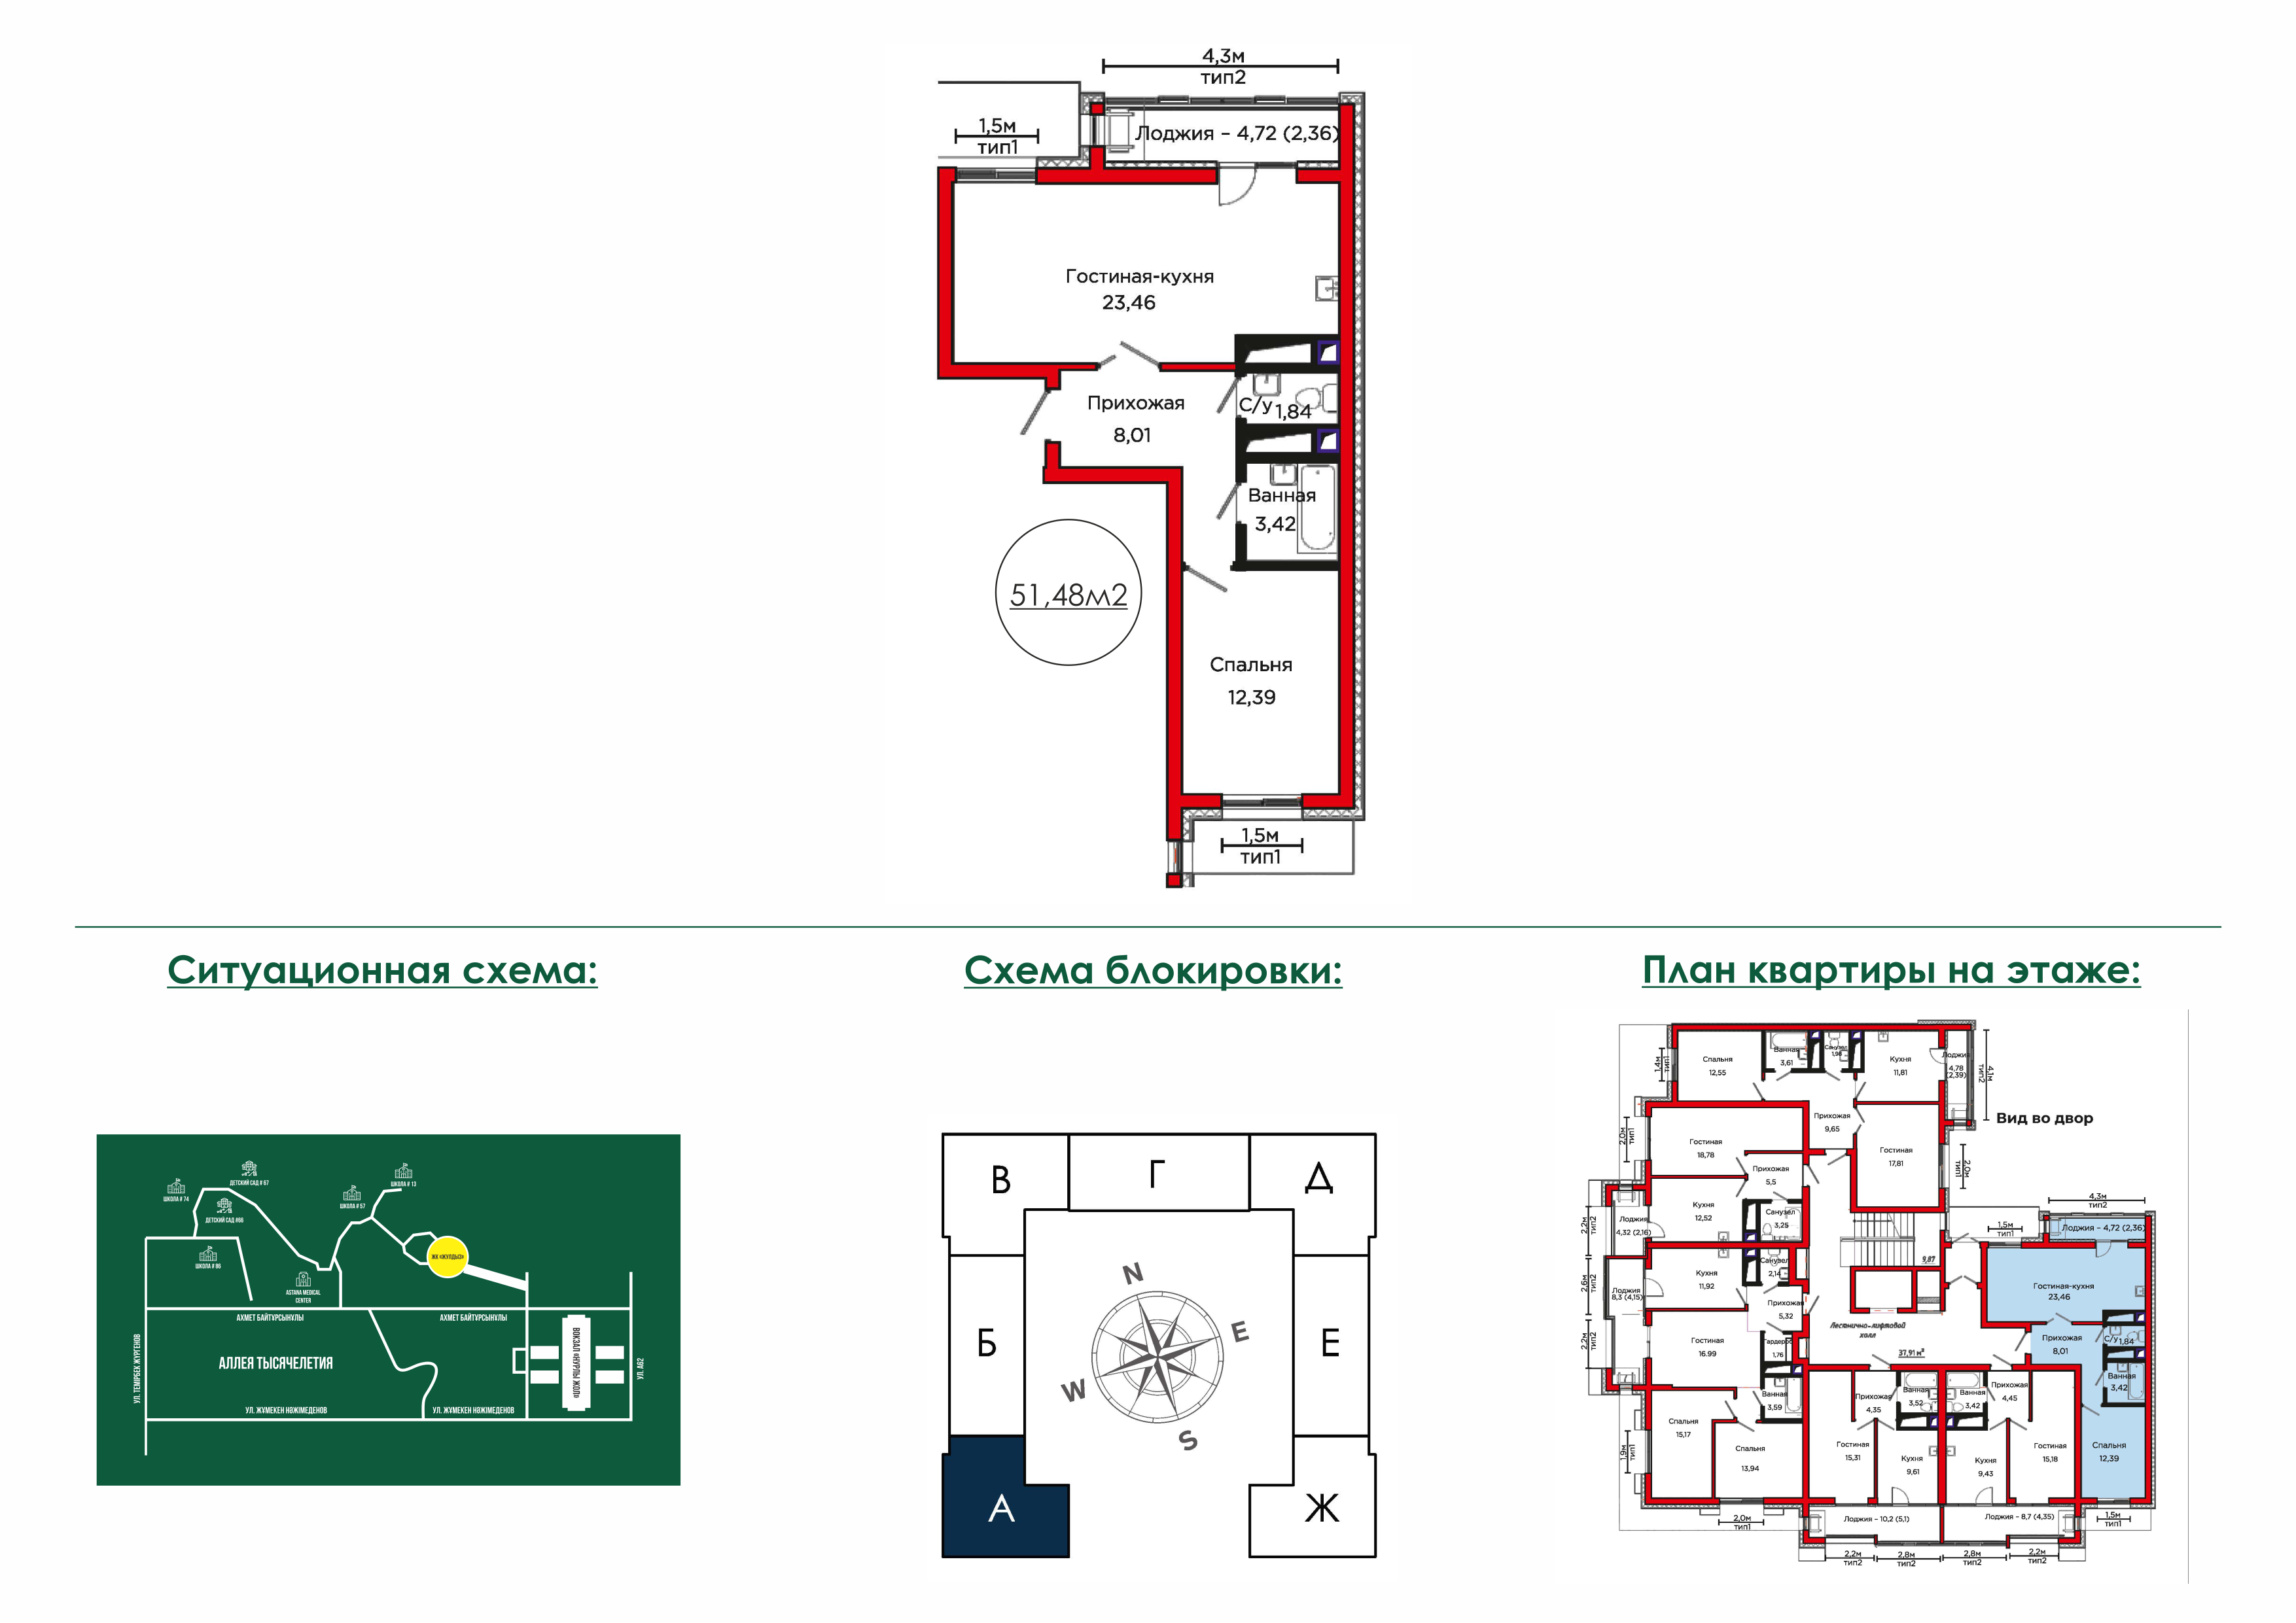 4,3м
тип2
1,5м
тип1
Лоджия – 4,72 (2,36)
Гостиная-кухня
23,46
Прихожая
8,01
С/у 1,84
Ванная
3,42
51,48м2
Спальня
12,39
1,5м
тип1
Ситуационная схема:
ДЕТСКИЙ САД # 67
ШКОЛА # 13
ШКОЛА # 74
ШКОЛА # 57
ДЕТСКИЙ САД #66
ЖК «ЖУЛДЫЗ»
ШКОЛА # 86
ASTANA MEDICAL
CENTER
АХМЕТ БАЙТҰРСЫНҰЛЫ
АХМЕТ БАЙТҰРСЫНҰЛЫ
УЛ. ТЕМІРБЕК ЖҮРГЕНОВ
АЛЛЕЯ ТЫСЯЧЕЛЕТИЯ
ВОКЗАЛ «НУРЛЫ ЖОЛ»
УЛ. А62
УЛ. ЖҰМЕКЕН НӘЖІМЕДЕНОВ
УЛ. ЖҰМЕКЕН НӘЖІМЕДЕНОВ
Схема блокировки:
В
Г
Д
Б
Е
А
Ж
N
E
W
S
План квартиры на этаже:
1,4м
тип1
Спальня
12,55
Ванная
3,61
Санузел
1,98
Кухня
11,81
Лоджия
4,78
(2,39)
4,1м
тип2
Вид во двор
2,0м
тип1
Гостиная
18,78
Прихожая
9,65
Гостиная
17,81
2,0м
тип1
Прихожая
5,5
4,3м
тип2
2,2м
тип2
Лоджия
4,32 (2,16)
Кухня
12,52
Санузел
3,25
1,5м
тип1
Лоджия – 4,72 (2,36)
9,87
2,6м
тип2
Лоджия
8,3 (4,15)
Кухня
11,92
Санузел
2,14
Гостиная-кухня
23,46
Прихожая
5,32
Лестнично-лифтовой
холл
37,91 м²
2,2м
тип2
Гостиная
16.99
Гардероб
1,76
Прихожая
8,01
С/у 1,84
Ванная
3,42
Ванная
3,59
Прихожая
4,35
Ванная
3,52
Ванная
3,42
Прихожая
4,45
Спальня
15,17
Спальня
13,94
1,9м
тип1
Гостиная
15,31
Кухня
9,61
Кухня
9,43
Гостиная
15,18
Спальня
12,39
2,0м
тип1
Лоджия – 10,2 (5,1)
Лоджия – 8,7 (4,35)
1,5м
тип1
2,2м
тип2
2,8м
тип2
2,8м
тип2
2,2м
тип2